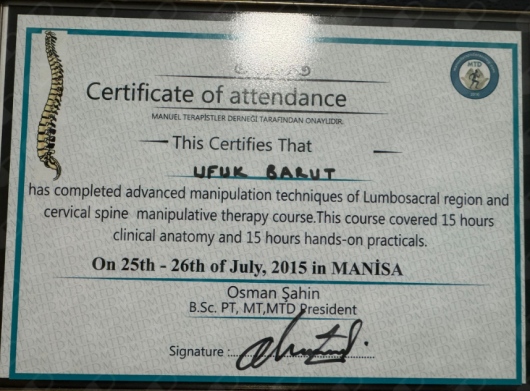 MTD
Certificate of attendance
MANUEL TERAPİSTLER DERNEĞİ TARAFINDAN ONAYLIDIR.
This Certifies That
UFUK BARUT
has completed advanced manipulation techniques of Lumbosacral region and
cervical spine manipulative therapy course.This course covered 15 hours
clinical anatomy and 15 hours hands-on practicals.
On 25th - 26th of July, 2015 in MANİSA
Osman Şahin
B.Sc. PT, MT,MTD President
Signature :